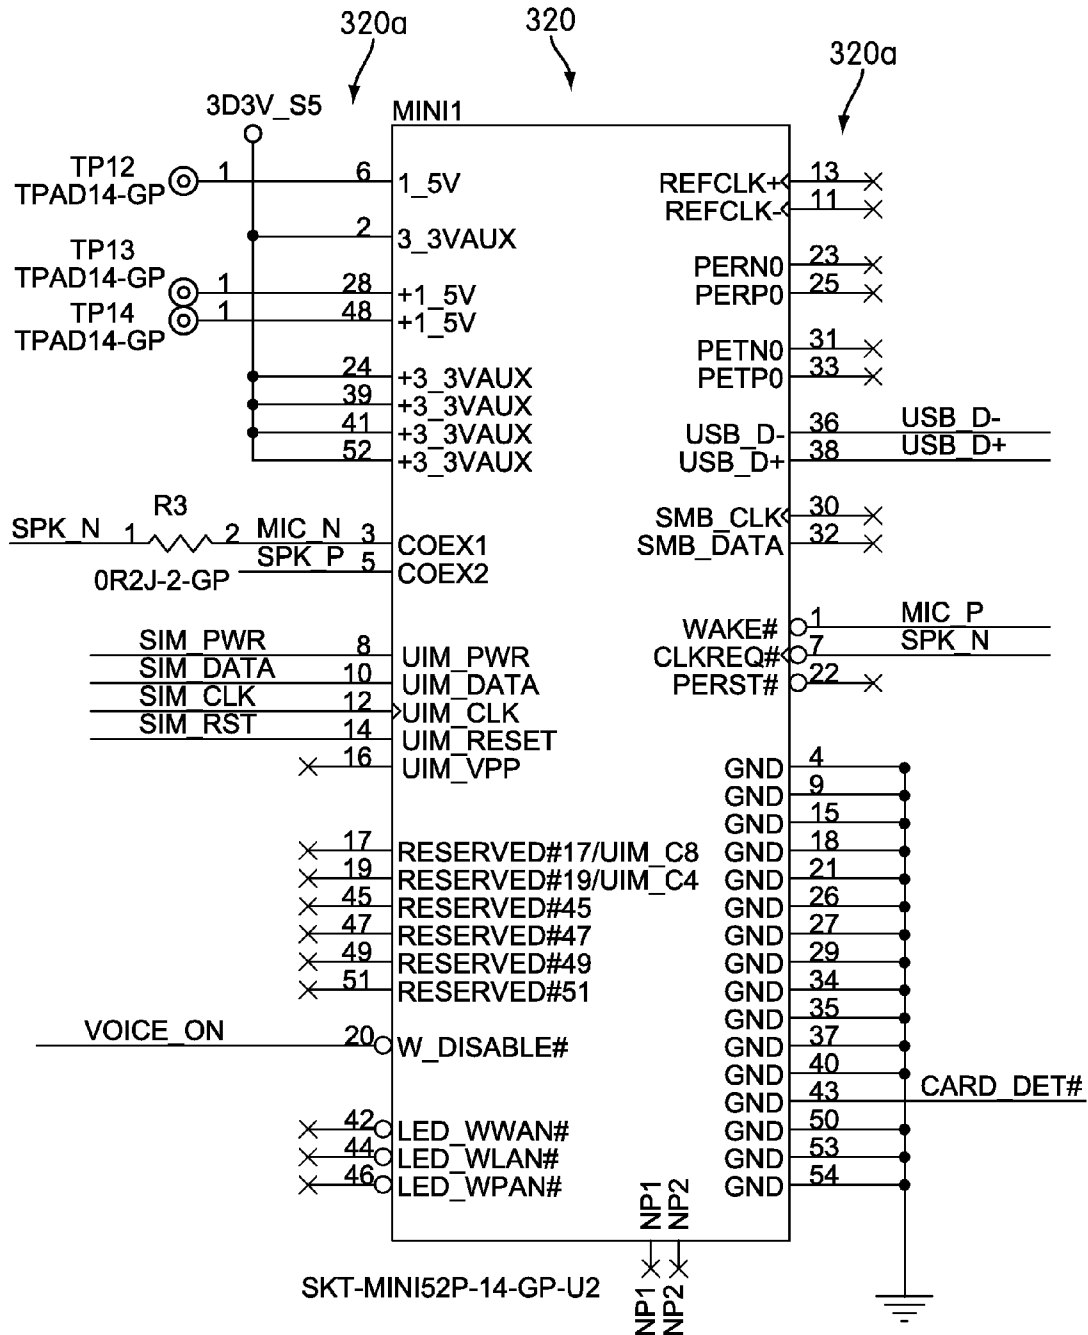 320a
320
320a
3D3V_S5
MINI1
TP12
TPAD14-GP
1
6
1_5V
2
3_3VAUX
TP13
TPAD14-GP
1
28
+1_5V
TP14
TPAD14-GP
1
48
+1_5V
24
+3_3VAUX
39
+3_3VAUX
41
+3_3VAUX
52
+3_3VAUX
R3
SPK_N
1
2
MIC_N
3
COEX1
0R2J-2-GP
SPK_P
5
COEX2
SIM_PWR
8
UIM_PWR
SIM_DATA
10
UIM_DATA
SIM_CLK
12
UIM_CLK
SIM_RST
14
UIM_RESET
16
UIM_VPP
17
RESERVED#17/UIM_C8
19
RESERVED#19/UIM_C4
45
RESERVED#45
47
RESERVED#47
49
RESERVED#49
51
RESERVED#51
VOICE_ON
20
W_DISABLE#
42
LED_WWAN#
44
LED_WLAN#
46
LED_WPAN#
REFCLK+
13
REFCLK-
11
PERN0
23
PERP0
25
PETN0
31
PETP0
33
USB_D-
36
USB_D-
USB_D+
38
USB_D+
SMB_CLK
30
SMB_DATA
32
WAKE#
1
MIC_P
CLKREQ#
7
SPK_N
PERST#
22
GND
4
GND
9
GND
15
GND
18
GND
21
GND
26
GND
27
GND
29
GND
34
GND
35
GND
37
GND
40
GND
43
CARD_DET#
GND
50
GND
53
GND
54
NP1
NP2
NP1
NP2
SKT-MINI52P-14-GP-U2